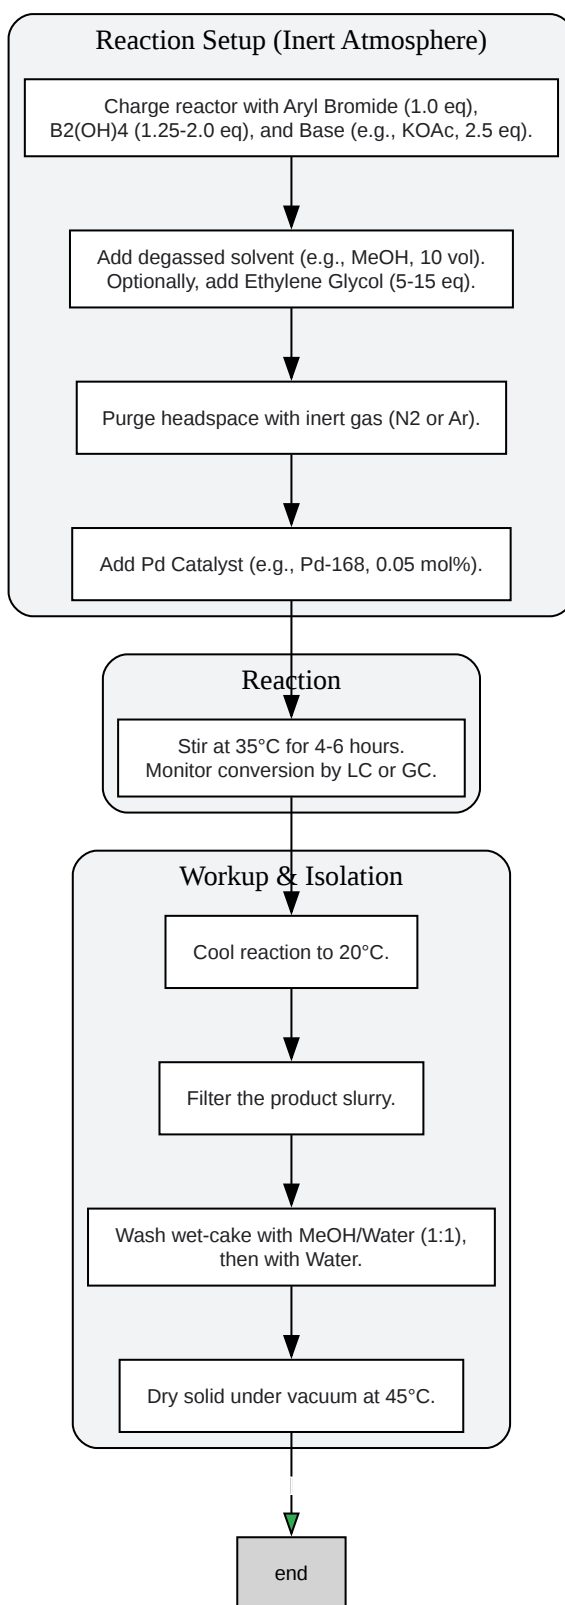 Reaction Setup (Inert Atmosphere)
Charge reactor with Aryl Bromide (1.0 eq),
B2(OH)4 (1.25-2.0 eq), and Base (e.g., KOAc, 2.5 eq).
Add degassed solvent (e.g., MeOH, 10 vol).
Optionally, add Ethylene Glycol (5-15 eq).
Purge headspace with inert gas (N2 or Ar).
Add Pd Catalyst (e.g., Pd-168, 0.05 mol%).
Reaction
Stir at 35°C for 4-6 hours.
Monitor conversion by LC or GC.
Workup & Isolation
Cool reaction to 20°C.
Filter the product slurry.
Wash wet-cake with MeOH/Water (1:1),
then with Water.
Dry solid under vacuum at 45°C.
end